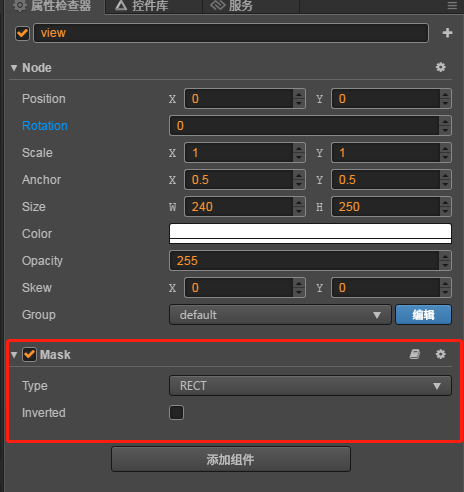 属性检查器 控件库 服务
view
Node
Position X 0 Y 0
Rotation 0
Scale X 1 Y 1
Anchor X 0.5 Y 0.5
Size W 240 H 250
Color
Opacity 255
Skew X 0 Y 0
Group default 编辑
Mask
Type RECT
Inverted
添加组件